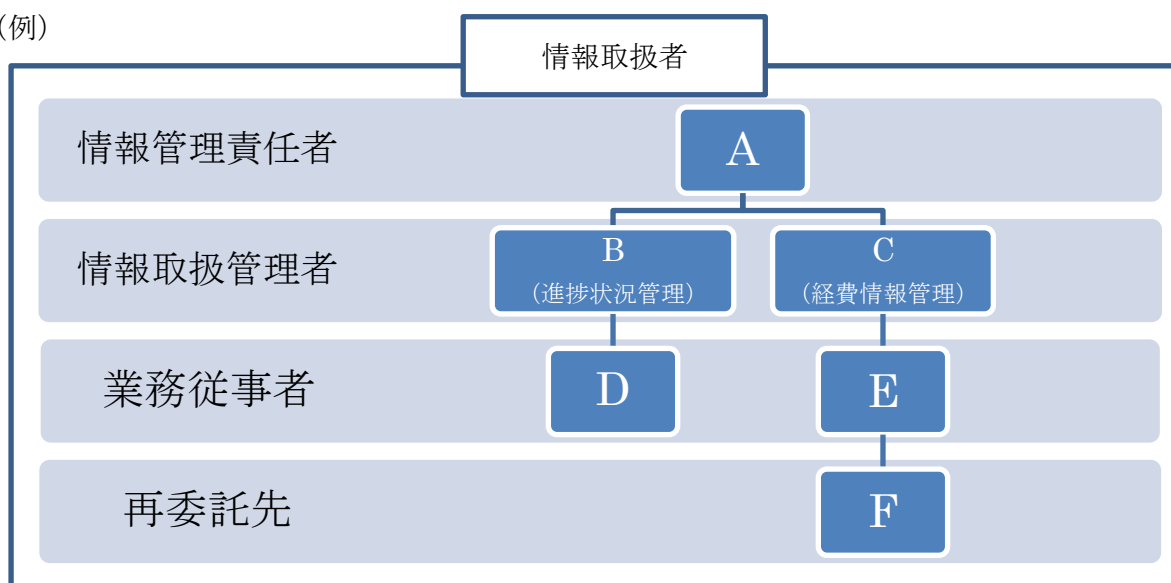 (例)
情報取扱者
情報管理責任者
A
情報取扱管理者
B
(進捗状況管理)
C
(経費情報管理)
業務従事者
D
E
再委託先
F